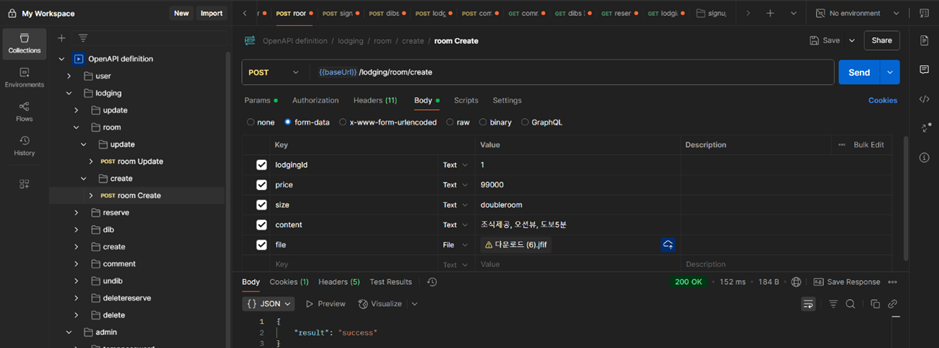 My Workspace New Import
POST roor POST sign POST dibs POST lodg POST com GET comr GET dibs GET reser GET lodgi signu No environment
Collections
Environments
Flows
History
OpenAPI definition
user
lodging
update
room
update
POST room Update
create
POST room Create
reserve
dib
create
comment
undib
deletereserve
delete
admin
OpenAPI definition / lodging / room / create / room Create Save Share
POST {{baseUrl}} /lodging/room/create Send
Params Authorization Headers (11) Body Scripts Settings Cookies
none form-data x-www-form-urlencoded raw binary GraphQL
Key Value Description Bulk Edit
lodgingId Text 1
price Text 99000
size Text doubleroom
content Text 조식제공, 오션뷰, 도보5분
file File 다운로드 (6).jfif
Key Text Value Description
Body Cookies (1) Headers (5) Test Results 200 OK 152 ms 184 B Save Response
{} JSON Preview Visualize
1 {
2 "result": "success"
3 }